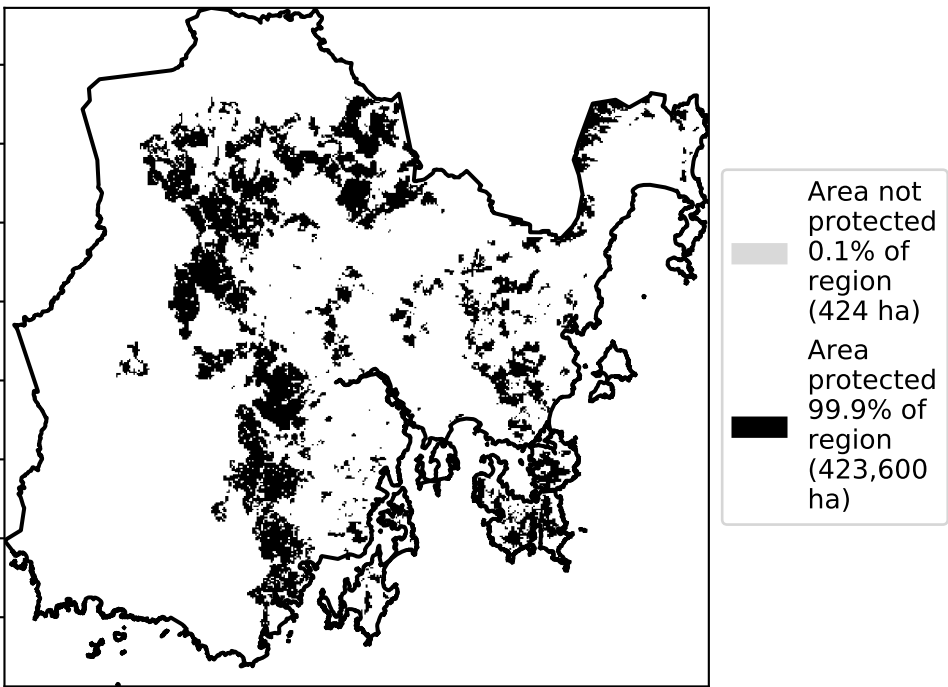 Area not
protected
0.1% of
region
(424 ha)
Area
protected
99.9% of
region
(423,600
ha)